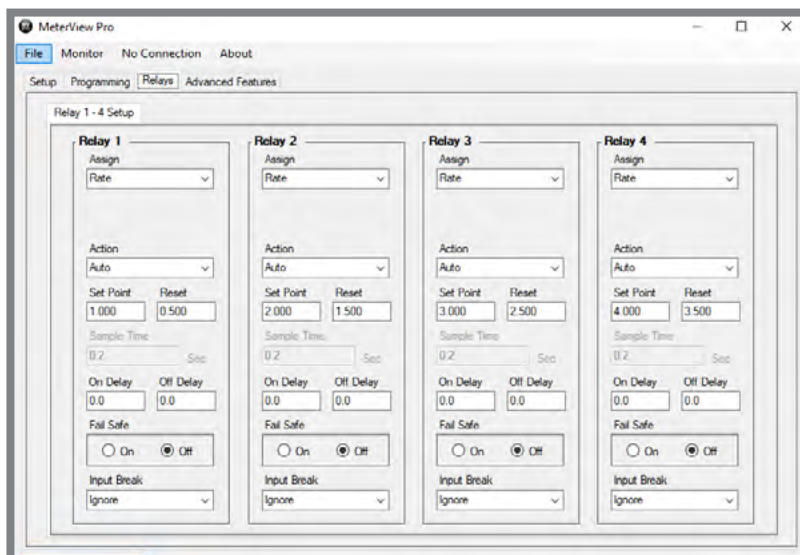 MeterView Pro
File Monitor No Connection About
Setup Programming Relays Advanced Features
Relay 1 - 4 Setup
Relay 1 Relay 2 Relay 3 Relay 4
Assign Assign Assign Assign
Rate Rate Rate Rate
Action Action Action Action
Auto Auto Auto Auto
Set Point Reset Set Point Reset Set Point Reset Set Point Reset
1.000 0.500 2.000 1.500 3.000 2.500 4.000 3.500
Sample Time Sample Time Sample Time Sample Time
0.2 Sec 0.2 Sec 0.2 Sec 0.2 Sec
On Delay Off Delay On Delay Off Delay On Delay Off Delay On Delay Off Delay
0.0 0.0 0.0 0.0 0.0 0.0 0.0 0.0
Fail Safe Fail Safe Fail Safe Fail Safe
On Off On Off On Off On Off
Input Break Input Break Input Break Input Break
Ignore Ignore Ignore Ignore